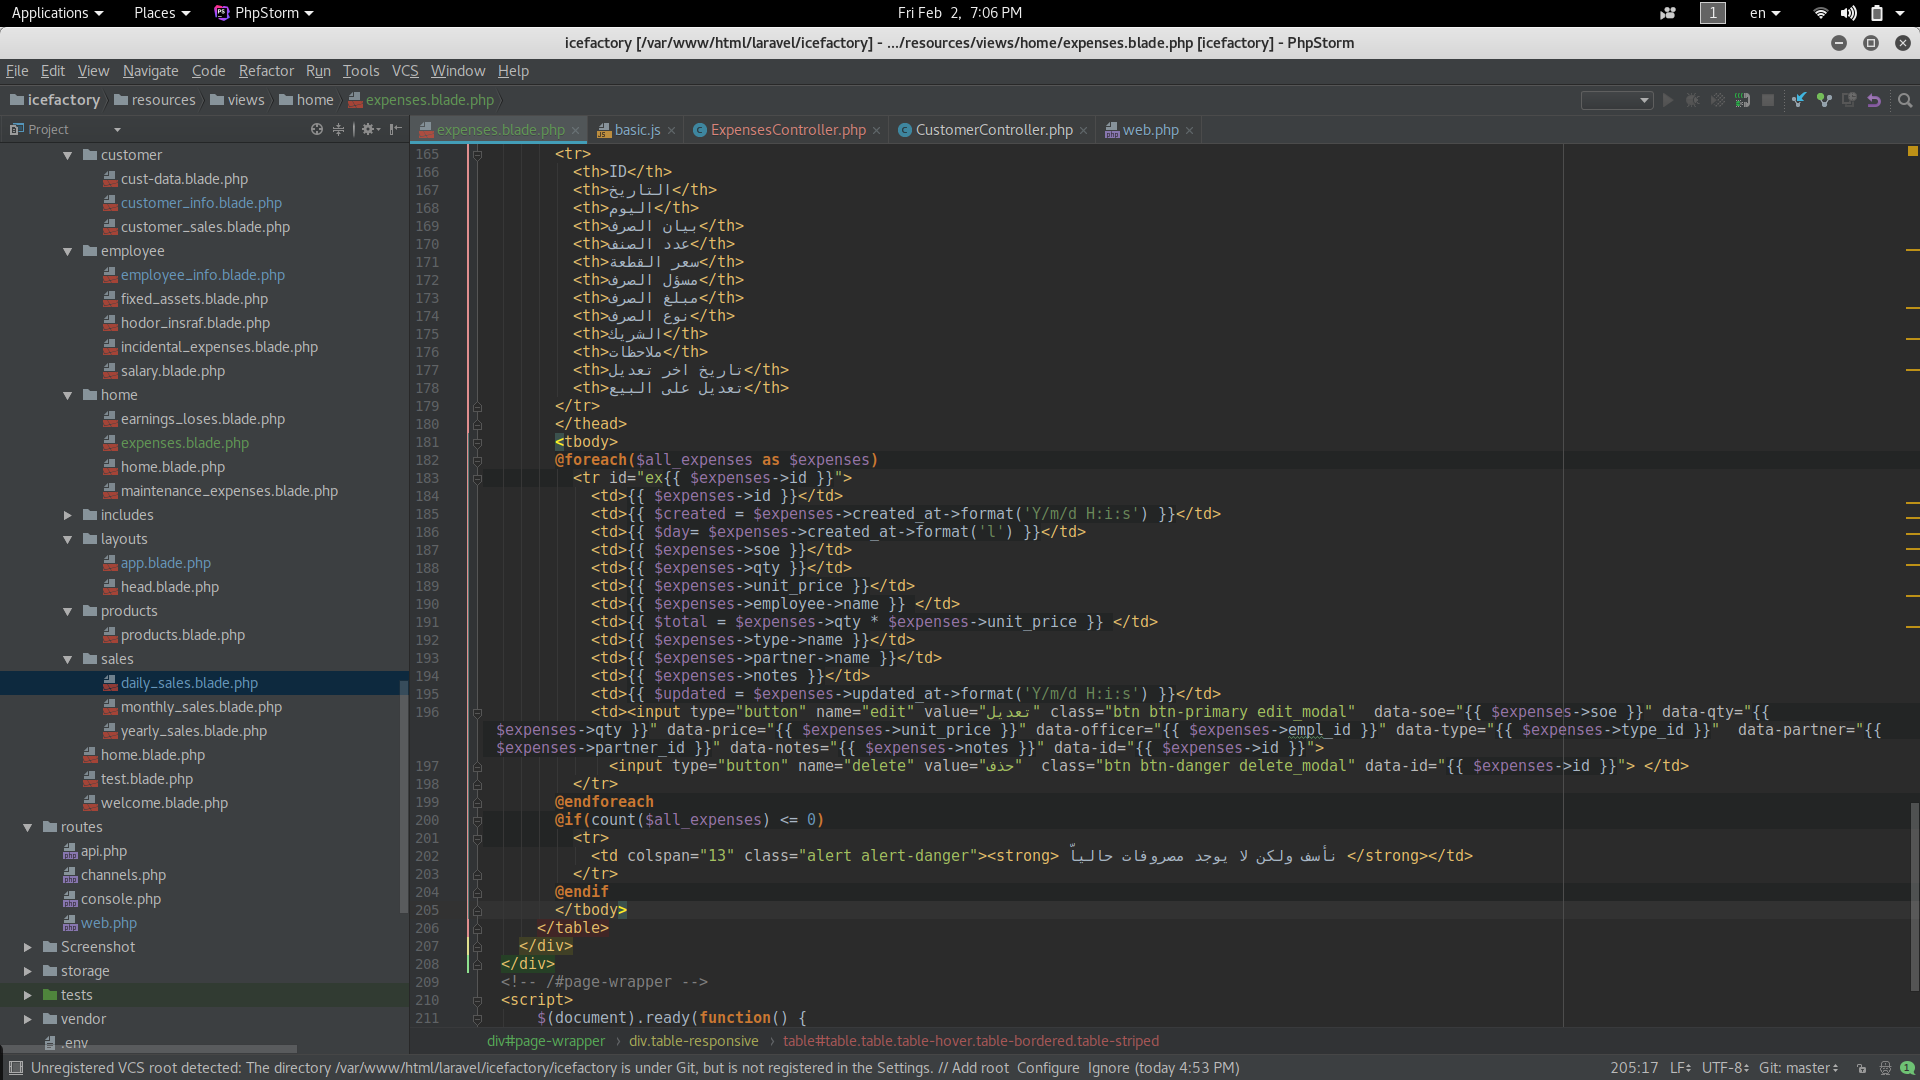 Applications Places PhpStorm Fri Feb 2, 7:06 PM 1 en
icefactory [/var/www/html/laravel/icefactory] - .../resources/views/home/expenses.blade.php [icefactory] - PhpStorm
File Edit View Navigate Code Refactor Run Tools VCS Window Help
icefactory resources views home expenses.blade.php
Project
expenses.blade.php basic.js ExpensesController.php CustomerController.php web.php
customer
cust-data.blade.php
customer_info.blade.php
customer_sales.blade.php
employee
employee_info.blade.php
fixed_assets.blade.php
hodor_insraf.blade.php
incidental_expenses.blade.php
salary.blade.php
home
earnings_loses.blade.php
expenses.blade.php
home.blade.php
maintenance_expenses.blade.php
includes
layouts
app.blade.php
head.blade.php
products
products.blade.php
sales
daily_sales.blade.php
monthly_sales.blade.php
yearly_sales.blade.php
home.blade.php
test.blade.php
welcome.blade.php
routes
api.php
channels.php
console.php
web.php
Screenshot
storage
tests
vendor
.env
165 <tr>
166 <th>ID</th>
167 <th>التاريخ</th>
168 <th>اليوم</th>
169 <th>بيان الصرف</th>
170 <th>عدد الصنف</th>
171 <th>سعر القطعة</th>
172 <th>مسؤل الصرف</th>
173 <th>مبلغ الصرف</th>
174 <th>نوع الصرف</th>
175 <th>الشريك</th>
176 <th>ملاحظات</th>
177 <th>تاريخ اخر تعديل</th>
178 <th>تعديل على البيع</th>
179 </tr>
180 </thead>
181 <tbody>
182 @foreach($all_expenses as $expenses)
183 <tr id="ex{{ $expenses->id }}">
184 <td>{{ $expenses->id }}</td>
185 <td>{{ $created = $expenses->created_at->format('Y/m/d H:i:s') }}</td>
186 <td>{{ $day= $expenses->created_at->format('l') }}</td>
187 <td>{{ $expenses->soe }}</td>
188 <td>{{ $expenses->qty }}</td>
189 <td>{{ $expenses->unit_price }}</td>
190 <td>{{ $expenses->employee->name }} </td>
191 <td>{{ $total = $expenses->qty * $expenses->unit_price }} </td>
192 <td>{{ $expenses->type->name }}</td>
193 <td>{{ $expenses->partner->name }}</td>
194 <td>{{ $expenses->notes }}</td>
195 <td>{{ $updated = $expenses->updated_at->format('Y/m/d H:i:s') }}</td>
196 <td><input type="button" name="edit" value="تعديل" class="btn btn-primary edit_modal"  data-soe="{{ $expenses->soe }}" data-qty="{{
$expenses->qty }}"  data-price="{{ $expenses->unit_price }}" data-officer="{{ $expenses->empl_id }}" data-type="{{ $expenses->type_id }}"  data-partner="{{
$expenses->partner_id }}" data-notes="{{ $expenses->notes }}" data-id="{{ $expenses->id }}">
197 <input type="button" name="delete" value="حذف"  class="btn btn-danger delete_modal" data-id="{{ $expenses->id }}"> </td>
198 </tr>
199 @endforeach
200 @if(count($all_expenses) <= 0)
201 <tr>
202 <td colspan="13" class="alert alert-danger"><strong> نأسف ولكن لا يوجد مصروفات حالياّ </strong></td>
203 </tr>
204 @endif
205 </tbody>
206 </table>
207 </div>
208 </div>
209 <!-- /#page-wrapper -->
210 <script>
211 $(document).ready(function() {
div#page-wrapper div.table-responsive table#table.table.table-hover.table-bordered.table-striped
Unregistered VCS root detected: The directory /var/www/html/laravel/icefactory/icefactory is under Git, but is not registered in the Settings. // Add root  Configure  Ignore (today 4:53 PM) 205:17 LF UTF-8 Git: master 1